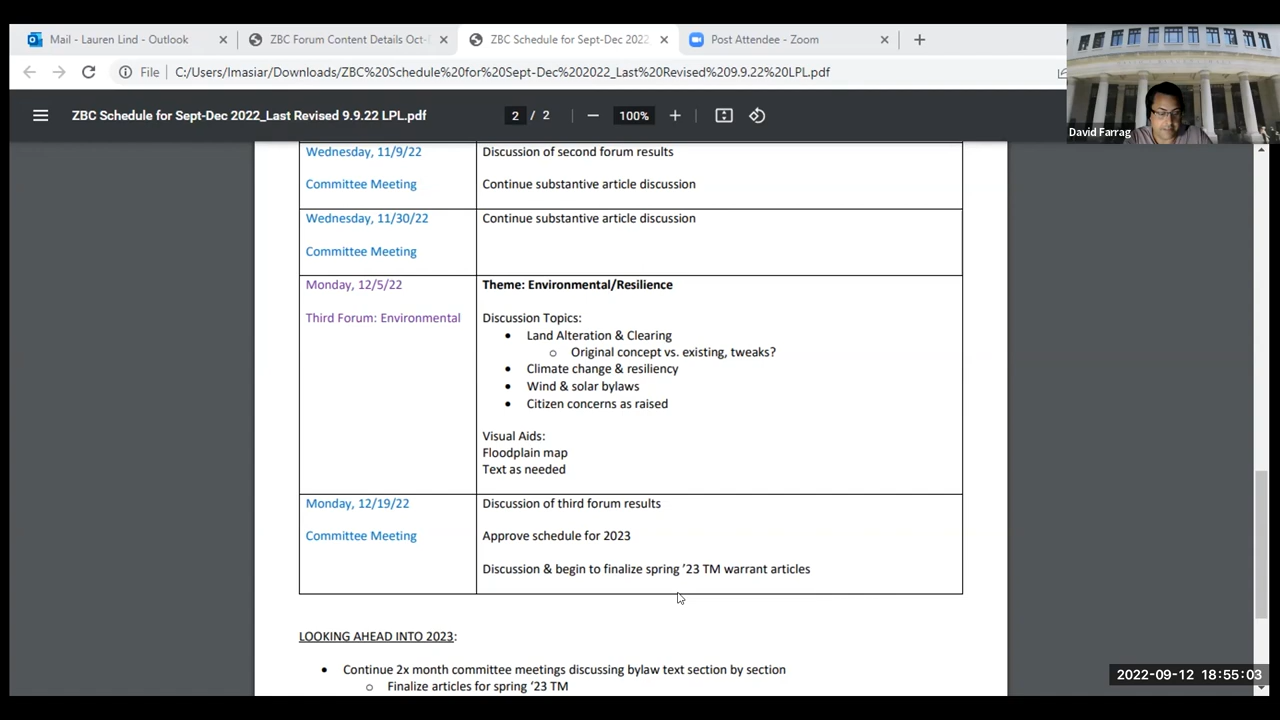 Mail - Lauren Lind - Outlook
ZBC Forum Content Details Oct-
ZBC Schedule for Sept-Dec 2022
Post Attendee - Zoom
File
C:/Users/lmasiar/Downloads/ZBC%20Schedule%20for%20Sept-Dec%202022_Last%20Revised%209.9.22%20LPL.pdf
ZBC Schedule for Sept-Dec 2022_Last Revised 9.9.22 LPL.pdf
2 / 2
100%
David Farrag
Wednesday, 11/9/22
Discussion of second forum results
Committee Meeting
Continue substantive article discussion
Wednesday, 11/30/22
Continue substantive article discussion
Committee Meeting
Monday, 12/5/22
Theme: Environmental/Resilience
Third Forum: Environmental
Discussion Topics:
• Land Alteration & Clearing
o Original concept vs. existing, tweaks?
• Climate change & resiliency
• Wind & solar bylaws
• Citizen concerns as raised
Visual Aids:
Floodplain map
Text as needed
Monday, 12/19/22
Discussion of third forum results
Committee Meeting
Approve schedule for 2023
Discussion & begin to finalize spring ’23 TM warrant articles
LOOKING AHEAD INTO 2023:
• Continue 2x month committee meetings discussing bylaw text section by section
o Finalize articles for spring ’23 TM
2022-09-12 18:55:03